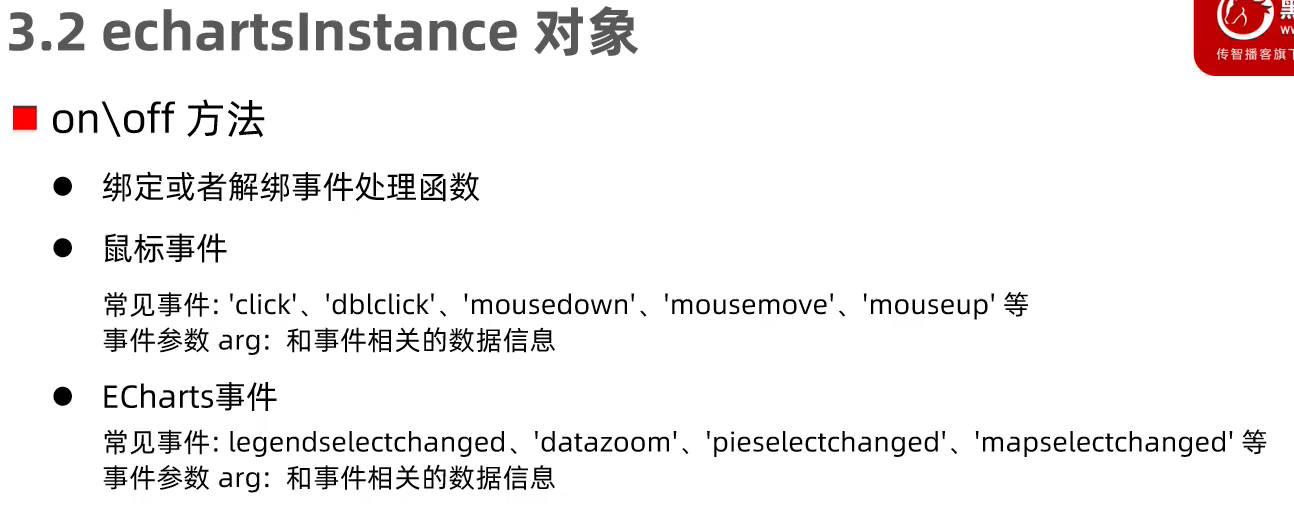 3.2 echartsInstance 对象
传智播客旗下
on\off 方法
绑定或者解绑事件处理函数
鼠标事件
常见事件: 'click'、'dblclick'、'mousedown'、'mousemove'、'mouseup' 等
事件参数 arg: 和事件相关的数据信息
ECharts事件
常见事件: legendselectchanged、'datazoom'、'pieselectchanged'、'mapselectchanged' 等
事件参数 arg: 和事件相关的数据信息